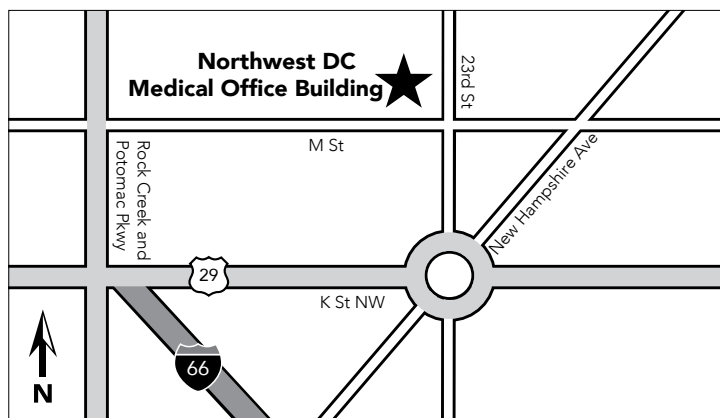 Northwest DC
Medical Office Building
23rd St
M St
New Hampshire Ave
Rock Creek and
Potomac Pkwy
29
K St NW
66
N